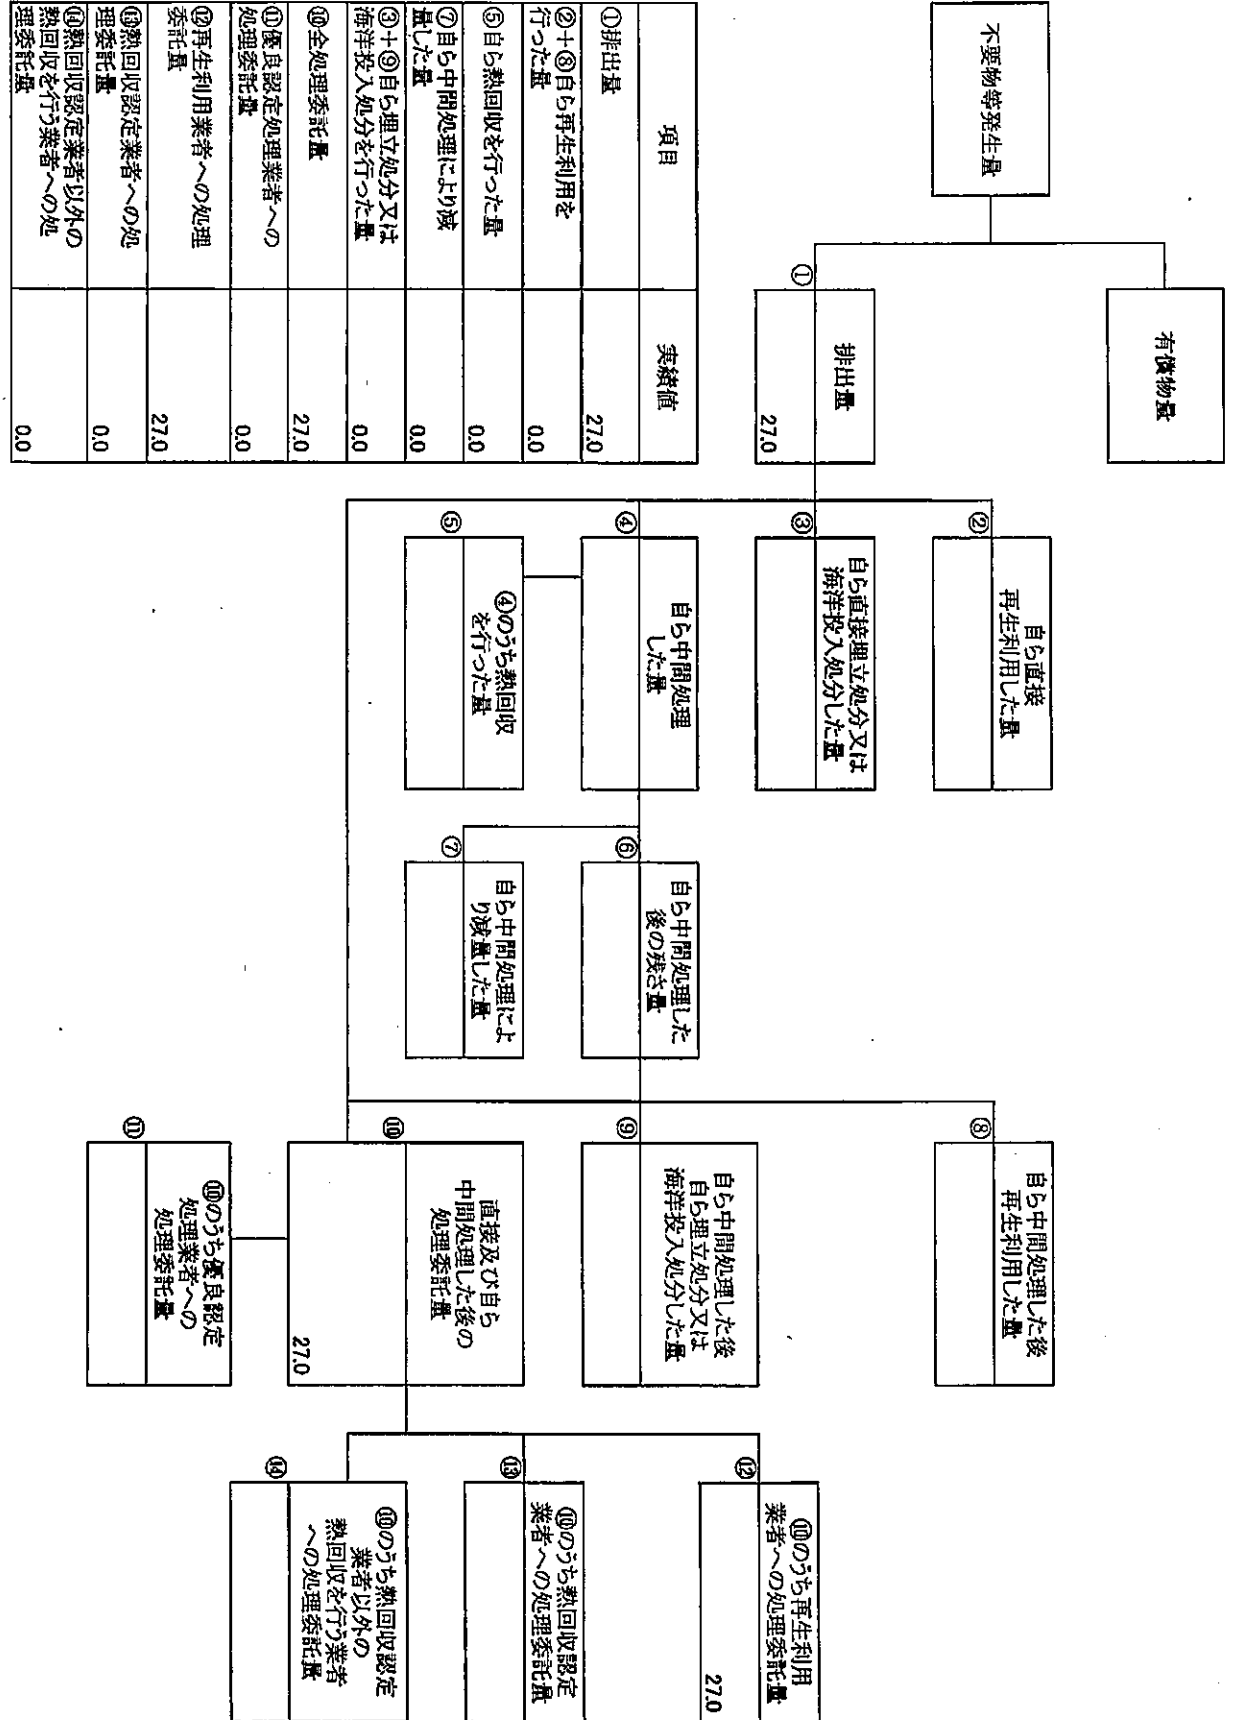 不要物等発生量
有償物量
①
排出量
27.0
②
自ら直接
再生利用した量
③
自ら直接埋立処分又は
海洋投入処分した量
④
自ら中間処理
した量
⑤
④のうち熱回収
を行った量
⑥
自ら中間処理した
後の残さ量
⑦
自ら中間処理によ
り減量した量
⑧
自ら中間処理した後
再生利用した量
⑨
自ら中間処理した後
自ら埋立処分又は
海洋投入処分した量
⑩
直接及び自ら
中間処理した後の
処理委託量
27.0
⑪
⑩のうち優良認定
処理業者への
処理委託量
⑫
⑩のうち再生利用
業者への処理委託量
27.0
⑬
⑩のうち熱回収認定
業者への処理委託量
⑭
⑩のうち熱回収認定
業者以外の
熱回収を行う業者
への処理委託量
項目 実績値
①排出量 27.0
②+⑧自ら再生利用を
行った量 0.0
⑤自ら熱回収を行った量 0.0
⑦自ら中間処理により減
量した量 0.0
③+⑨自ら埋立処分又は
海洋投入処分を行った量 0.0
⑩全処理委託量 27.0
⑪優良認定処理業者への
処理委託量 0.0
⑫再生利用業者への処理
委託量 27.0
⑬熱回収認定業者への処
理委託量 0.0
⑭熱回収認定業者以外の
熱回収を行う業者への処
理委託量 0.0